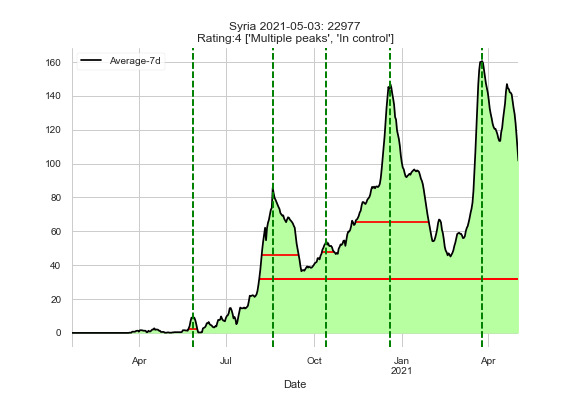 Syria 2021-05-03: 22977
Rating:4 ['Multiple peaks', 'In control']
Average-7d
160
140
120
100
80
60
40
20
0
Apr
Jul
Oct
Jan
2021
Apr
Date